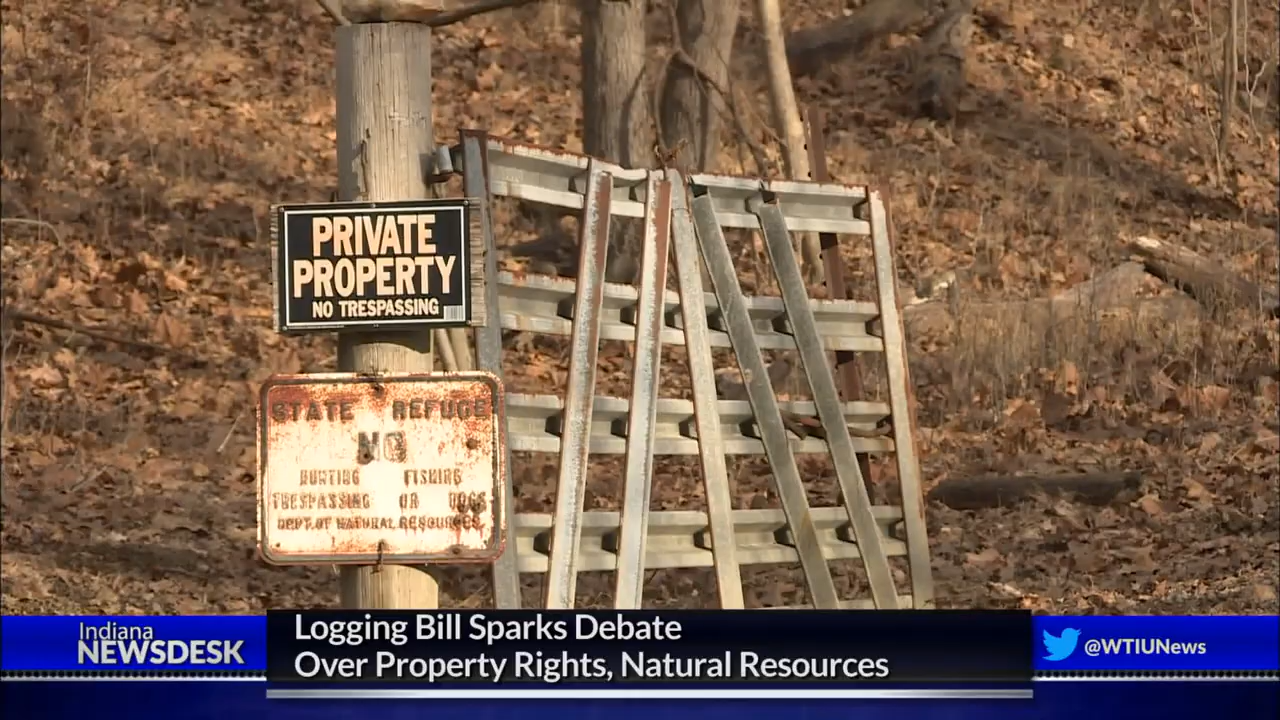 PRIVATE
PROPERTY
NO TRESPASSING
STATE REFUGE
NO
HUNTING FISHING
TRESPASSING OR DOGS
DEPT. OF NATURAL RESOURCES
Indiana
NEWSDESK
Logging Bill Sparks Debate
Over Property Rights, Natural Resources
@WTIUNews